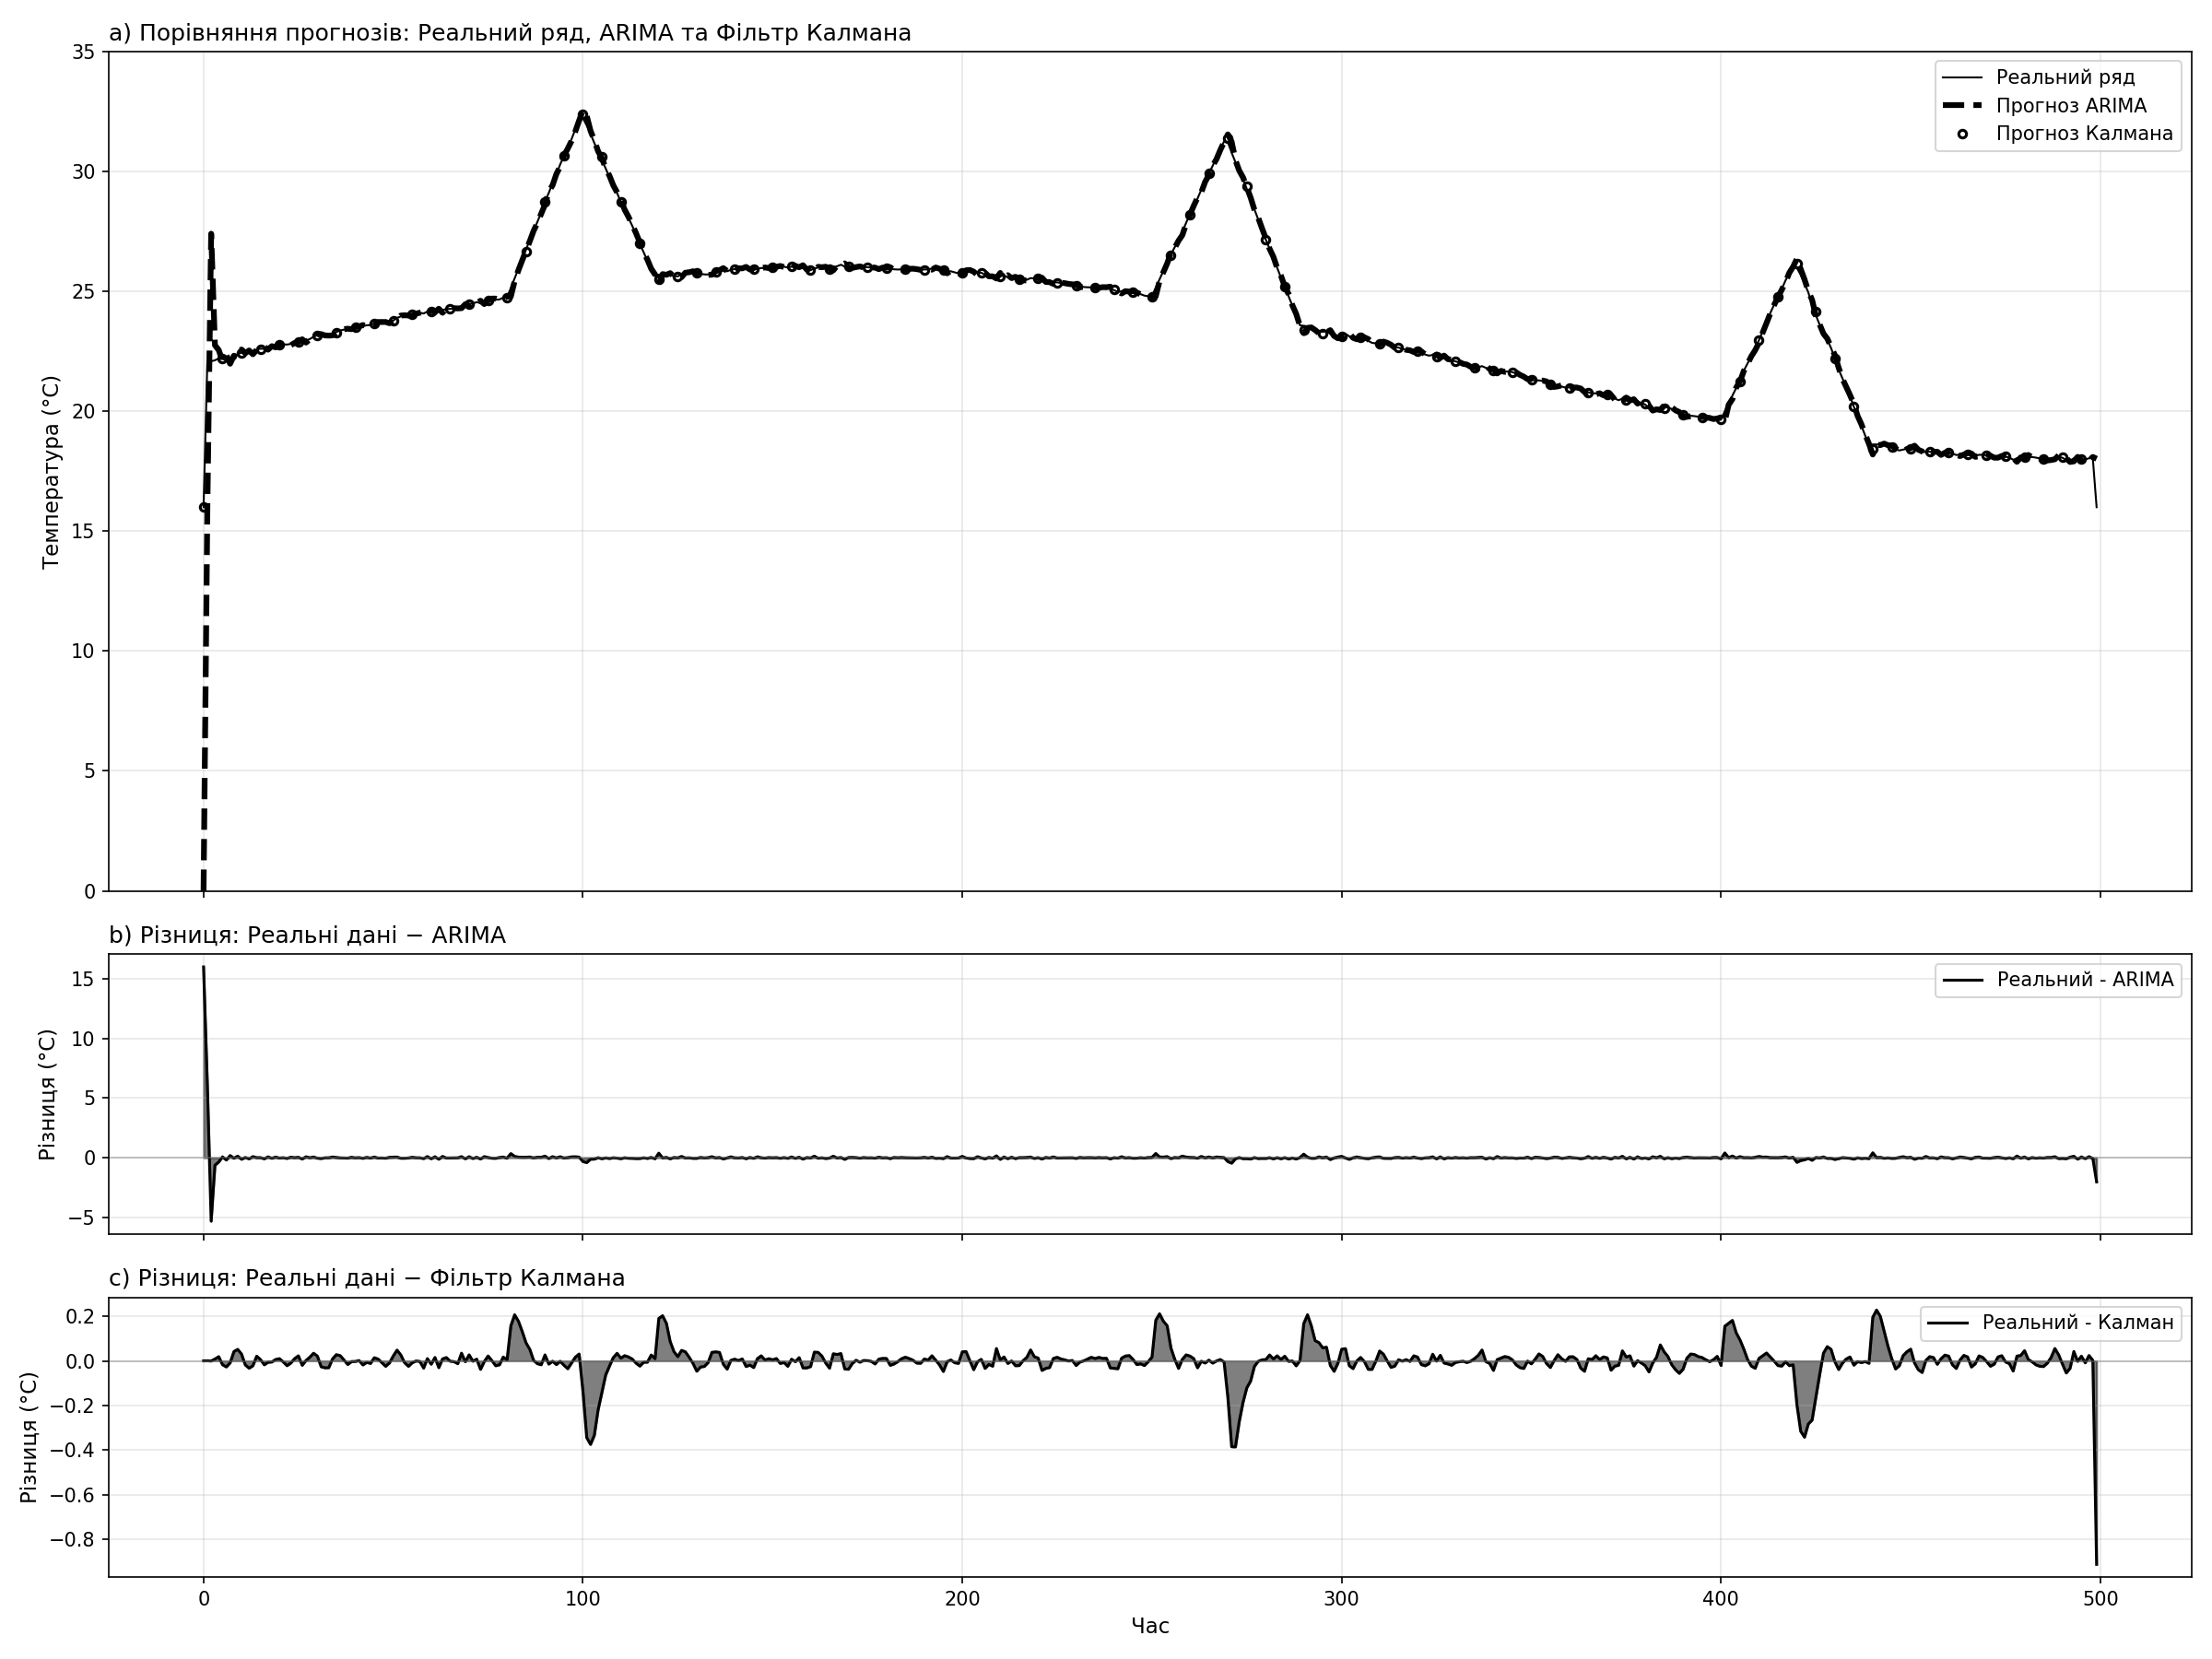 a) Порівняння прогнозів: Реальний ряд, ARIMA та Фільтр Калмана
Температура (°C)
35
30
25
20
15
10
5
0
Реальний ряд
Прогноз ARIMA
Прогноз Калмана
b) Різниця: Реальні дані − ARIMA
Різниця (°C)
15
10
5
0
−5
Реальний - ARIMA
c) Різниця: Реальні дані − Фільтр Калмана
Різниця (°C)
0.2
0.0
−0.2
−0.4
−0.6
−0.8
Реальний - Калман
0 100 200 300 400 500
Час